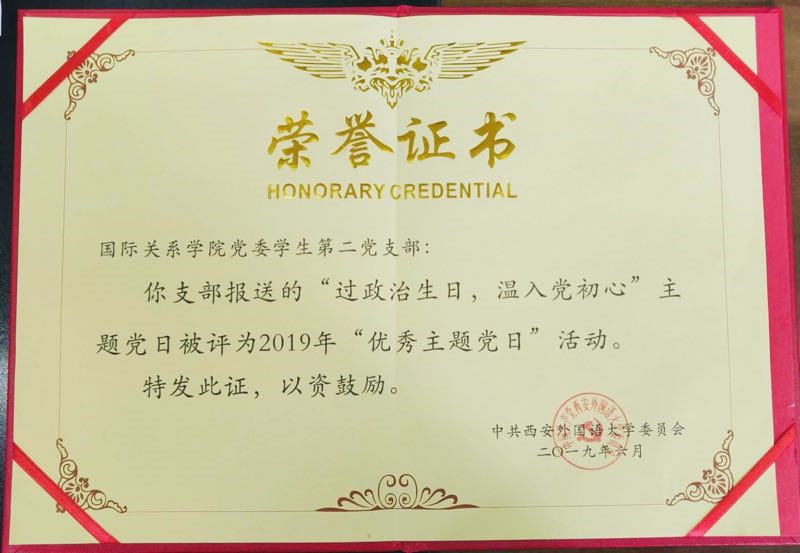 荣誉证书
HONORARY CREDENTIAL
国际关系学院党委学生第二党支部：
你支部报送的“过政治生日，温入党初心”主
题党日被评为2019年“优秀主题党日”活动。
特发此证，以资鼓励。
中共西安外国语大学委员会
二〇一九年六月